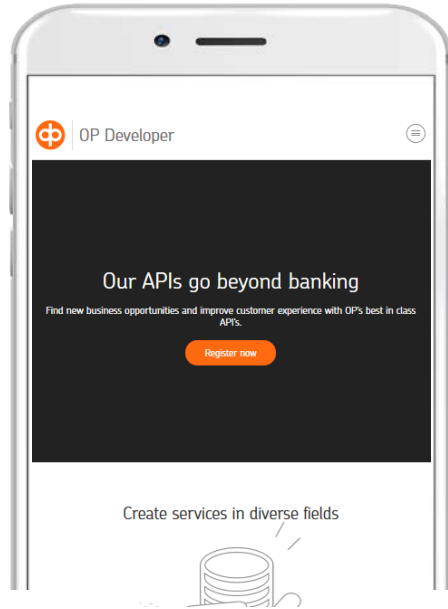 op OP Developer
Our APIs go beyond banking
Find new business opportunities and improve customer experience with OP's best in class
API's.
Register now
Create services in diverse fields